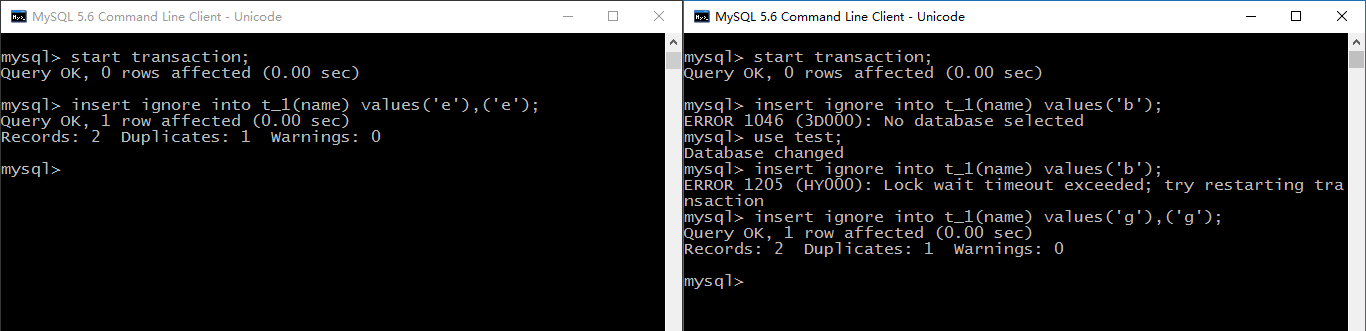 MySQL 5.6 Command Line Client - Unicode
mysql> start transaction;
Query OK, 0 rows affected (0.00 sec)
mysql> insert ignore into t_1(name) values('e'),('e');
Query OK, 1 row affected (0.00 sec)
Records: 2  Duplicates: 1  Warnings: 0
mysql>
MySQL 5.6 Command Line Client - Unicode
mysql> start transaction;
Query OK, 0 rows affected (0.00 sec)
mysql> insert ignore into t_1(name) values('b');
ERROR 1046 (3D000): No database selected
mysql> use test;
Database changed
mysql> insert ignore into t_1(name) values('b');
ERROR 1205 (HY000): Lock wait timeout exceeded; try restarting tra
nsaction
mysql> insert ignore into t_1(name) values('g'),('g');
Query OK, 1 row affected (0.00 sec)
Records: 2  Duplicates: 1  Warnings: 0
mysql>